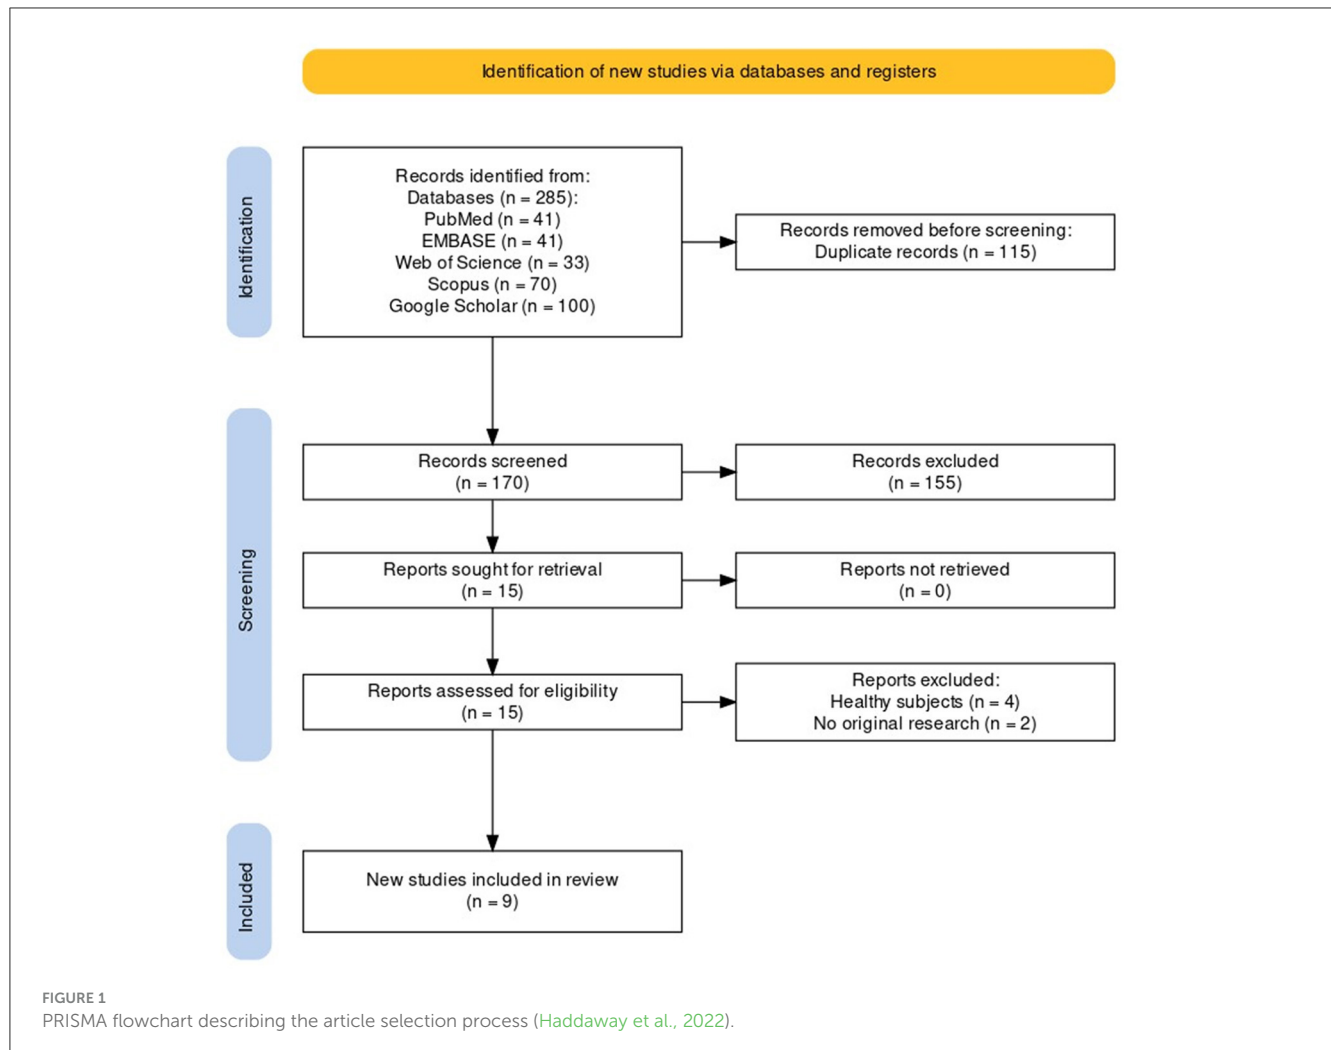 Identification of new studies via databases and registers
Identification
Records identified from:
Databases (n = 285):
PubMed (n = 41)
EMBASE (n = 41)
Web of Science (n = 33)
Scopus (n = 70)
Google Scholar (n = 100)
Records removed before screening:
Duplicate records (n = 115)
Screening
Records screened
(n = 170)
Records excluded
(n = 155)
Reports sought for retrieval
(n = 15)
Reports not retrieved
(n = 0)
Reports assessed for eligibility
(n = 15)
Reports excluded:
Healthy subjects (n = 4)
No original research (n = 2)
Included
New studies included in review
(n = 9)
FIGURE 1
PRISMA flowchart describing the article selection process (Haddaway et al., 2022).